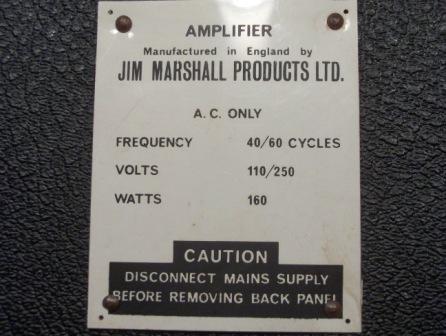 AMPLIFIER
Manufactured in England by
JIM MARSHALL PRODUCTS LTD.
A.C. ONLY
FREQUENCY 40/60 CYCLES
VOLTS 110/250
WATTS 160
CAUTION
DISCONNECT MAINS SUPPLY
BEFORE REMOVING BACK PANEL